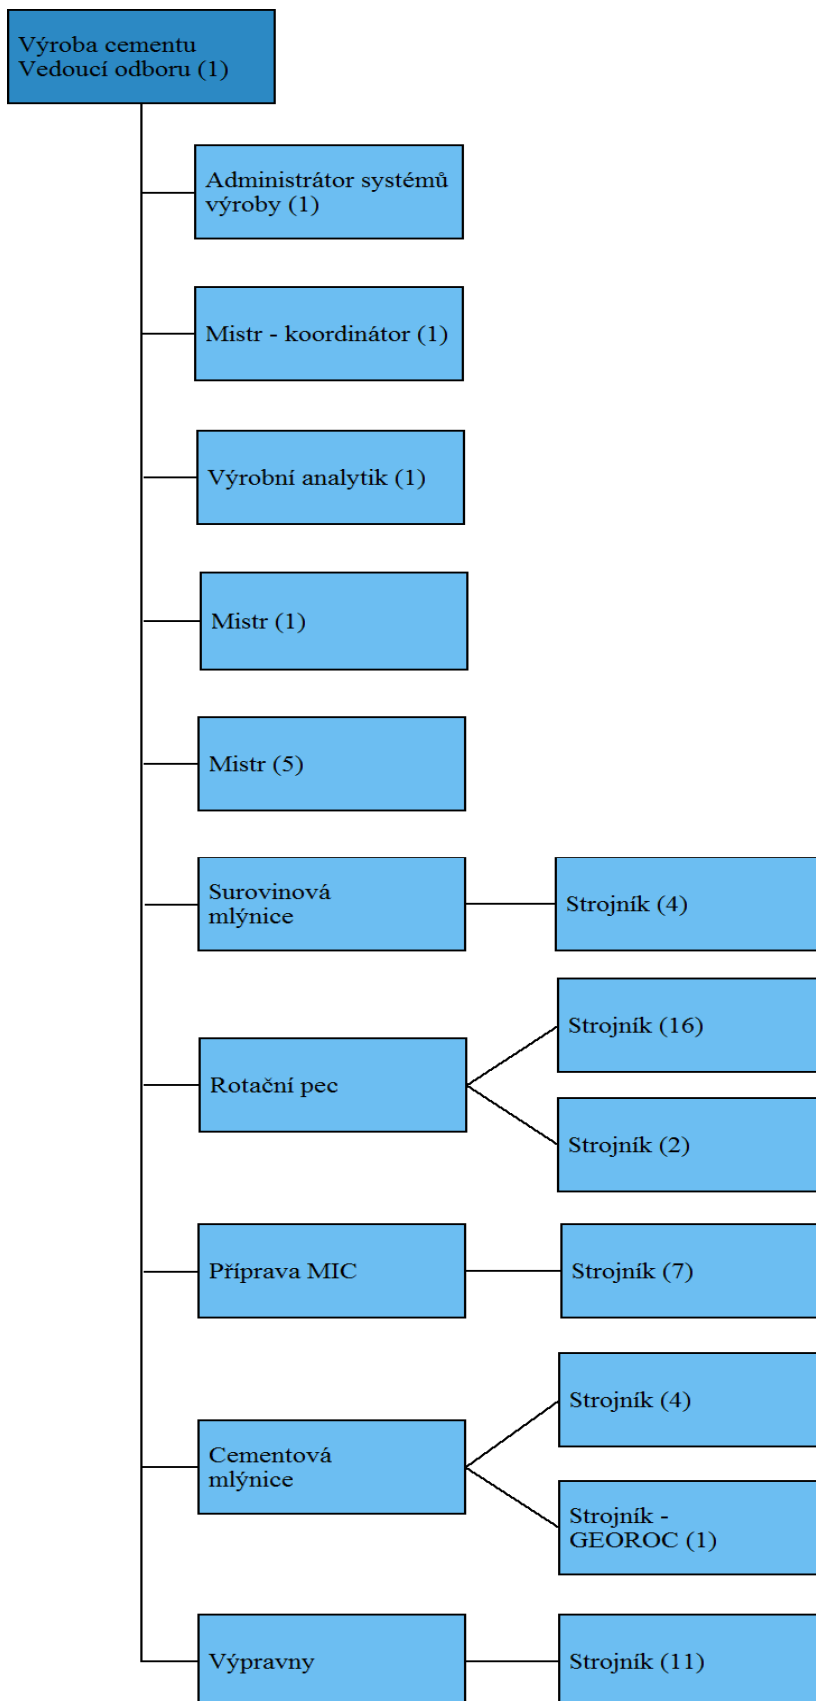 Výroba cementu
Vedoucí odboru (1)
Administrátor systémů
výroby (1)
Mistr - koordinátor (1)
Výrobní analytik (1)
Mistr (1)
Mistr (5)
Surovinová
mlýnice
Strojník (4)
Rotační pec
Strojník (16)
Strojník (2)
Příprava MIC
Strojník (7)
Cementová
mlýnice
Strojník (4)
Strojník -
GEOROC (1)
Výpravny
Strojník (11)